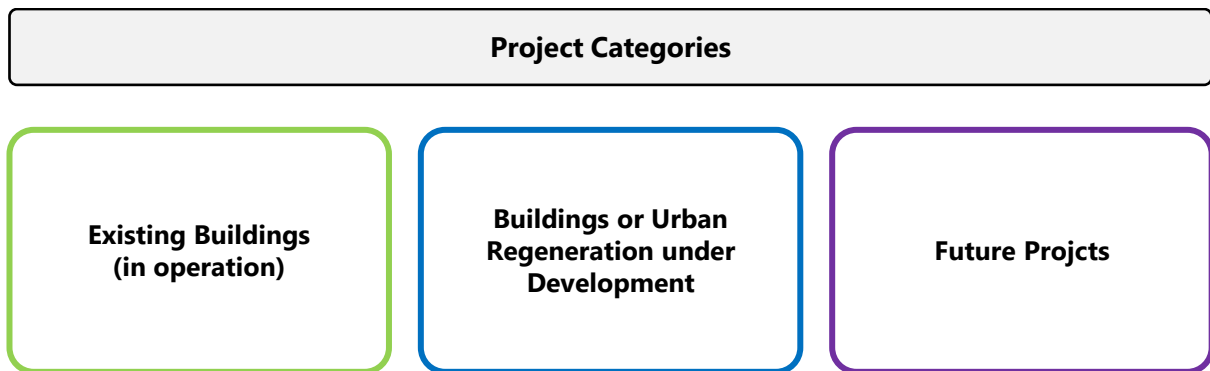 Project Categories
Existing Buildings
(in operation)
Buildings or Urban
Regeneration under
Development
Future Projcts